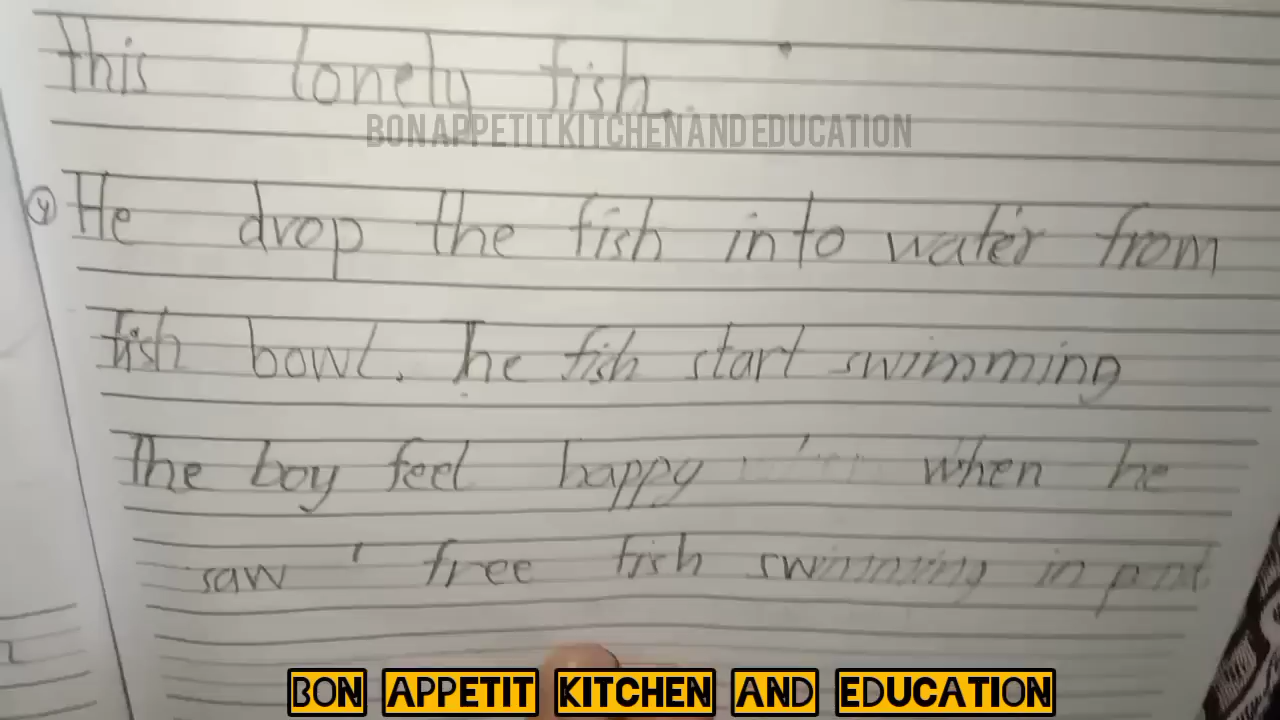 this lonely fish.
BON APPETIT KITCHEN AND EDUCATION
4 He drop the fish into water from
fish bowl. The fish start swimming
The boy feel happy when he
saw free fish swimming in
BON APPETIT KITCHEN AND EDUCATION